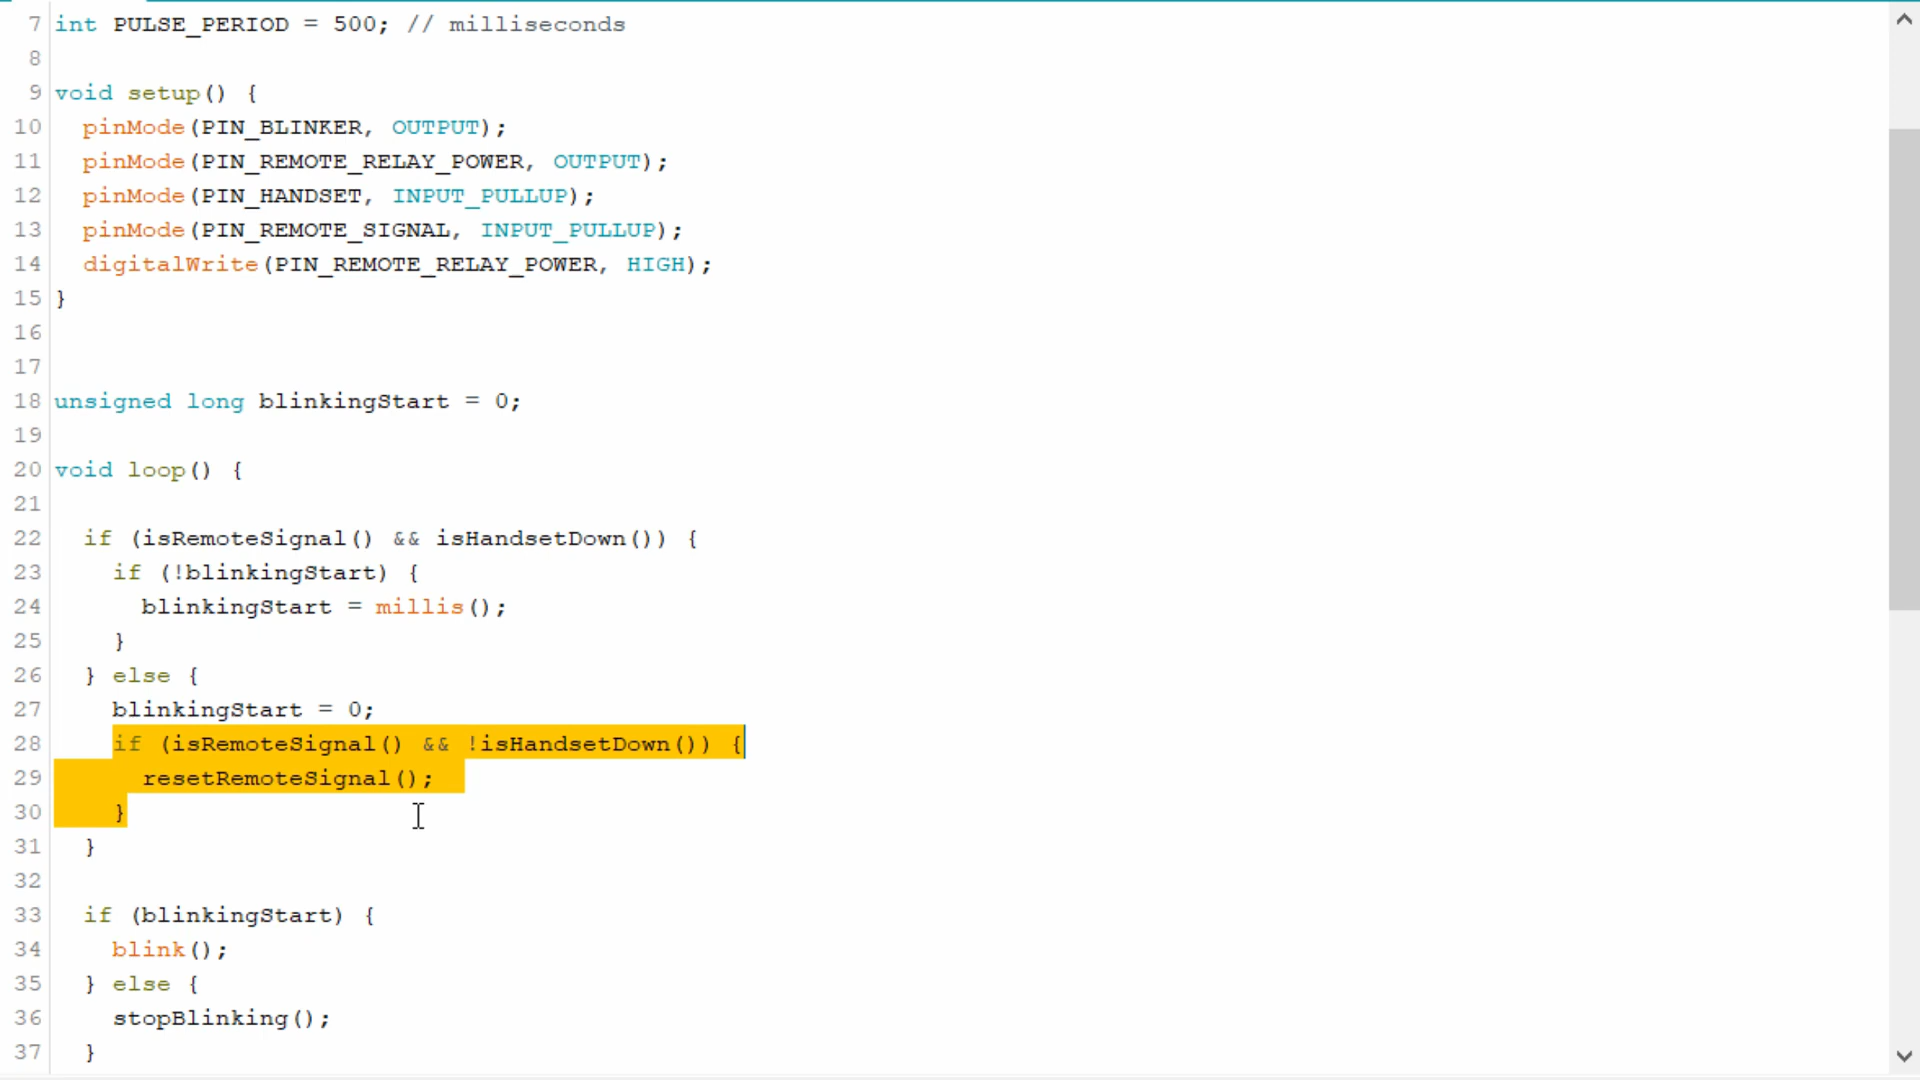 7 int PULSE_PERIOD = 500; // milliseconds
8
9 void setup() {
10 pinMode(PIN_BLINKER, OUTPUT);
11 pinMode(PIN_REMOTE_RELAY_POWER, OUTPUT);
12 pinMode(PIN_HANDSET, INPUT_PULLUP);
13 pinMode(PIN_REMOTE_SIGNAL, INPUT_PULLUP);
14 digitalWrite(PIN_REMOTE_RELAY_POWER, HIGH);
15 }
16
17
18 unsigned long blinkingStart = 0;
19
20 void loop() {
21
22 if (isRemoteSignal() && isHandsetDown()) {
23 if (!blinkingStart) {
24 blinkingStart = millis();
25 }
26 } else {
27 blinkingStart = 0;
28 if (isRemoteSignal() && !isHandsetDown()) {
29 resetRemoteSignal();
30 }
31 }
32
33 if (blinkingStart) {
34 blink();
35 } else {
36 stopBlinking();
37 }